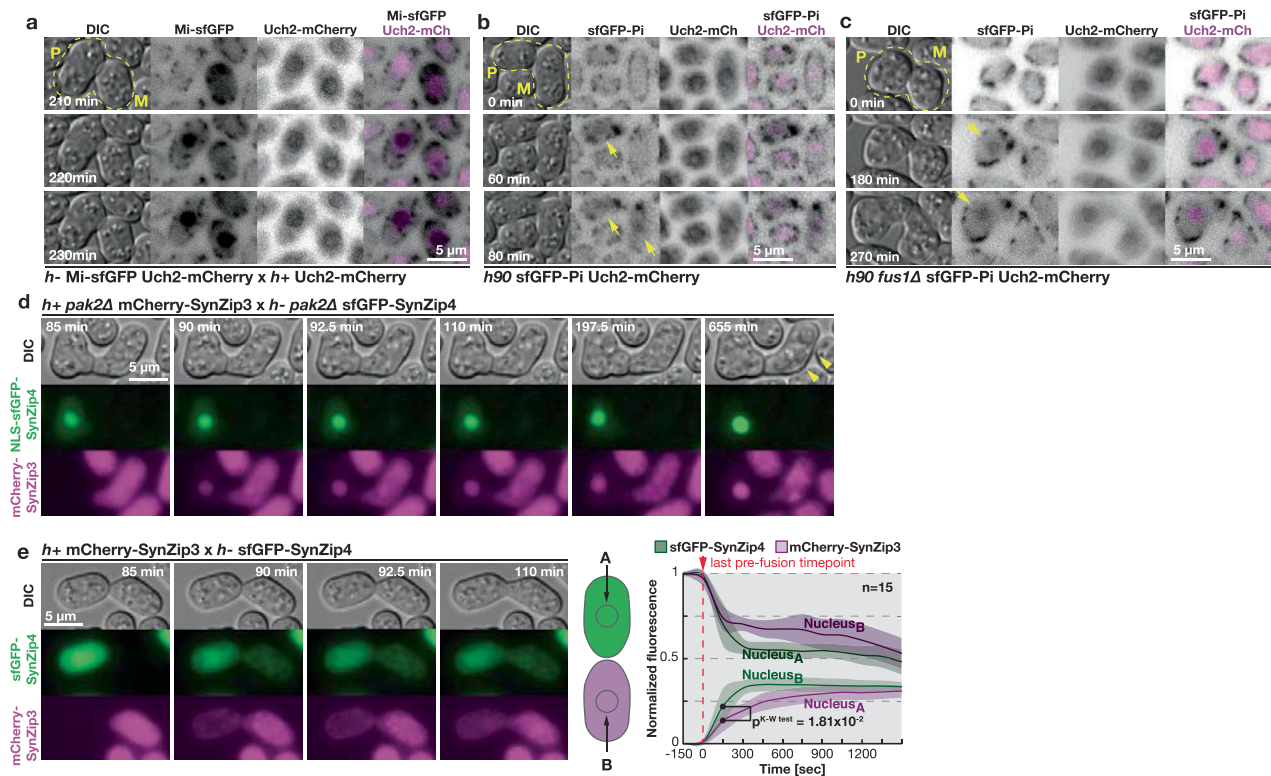 a
DIC
Mi-sfGFP
Uch2-mCherry
Mi-sfGFP
Uch2-mCh
P
M
210 min
220min
230min
5 µm
h- Mi-sfGFP Uch2-mCherry x h+ Uch2-mCherry
b
DIC
sfGFP-Pi
Uch2-mCh
sfGFP-Pi
Uch2-mCh
P
M
0 min
60 min
80 min
5 µm
h90 sfGFP-Pi Uch2-mCherry
c
DIC
sfGFP-Pi
Uch2-mCherry
sfGFP-Pi
Uch2-mCh
P
M
0 min
180 min
270 min
5 µm
h90 fus1Δ sfGFP-Pi Uch2-mCherry
d
h+ pak2Δ mCherry-SynZip3 x h- pak2Δ sfGFP-SynZip4
DIC
85 min
90 min
92.5 min
110 min
197.5 min
655 min
5 µm
NLS-sfGFP-
SynZip4
mCherry-
SynZip3
e
h+ mCherry-SynZip3 x h- sfGFP-SynZip4
DIC
85 min
90 min
92.5 min
110 min
5 µm
sfGFP-
SynZip4
mCherry-
SynZip3
A
B
sfGFP-SynZip4
mCherry-SynZip3
last pre-fusion timepoint
n=15
Normalized fluorescence
1
0.5
0
NucleusB
NucleusA
NucleusB
NucleusA
pK-W test = 1.81x10-2
-150 0 300 600 900 1200
Time [sec]